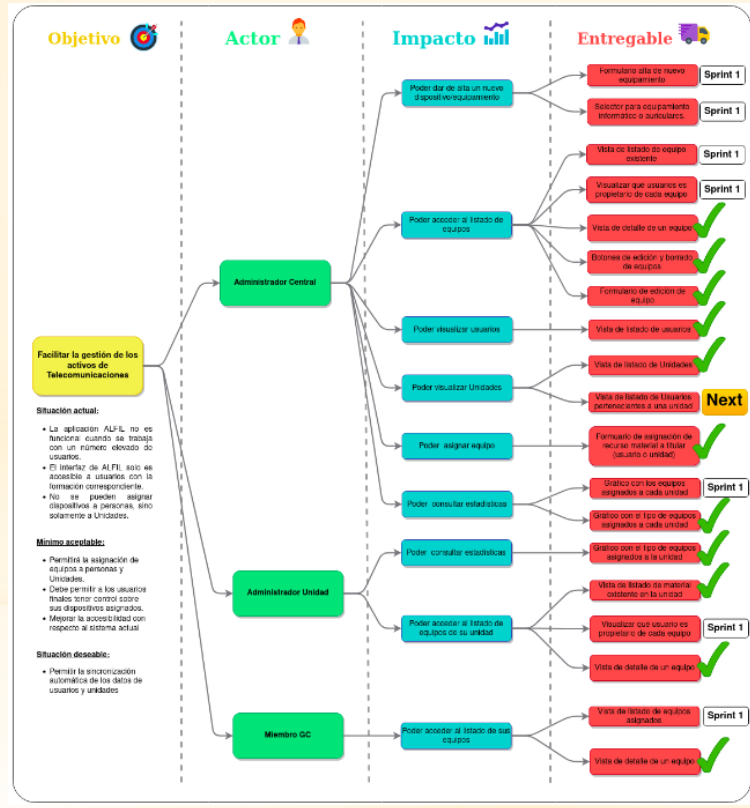 Objetivo
Actor
Impacto
Entregable
Facilitar la gestión de los
activos de
Telecomunicaciones
Situación actual:
• La aplicación ALFIL no es
funcional cuando se trabaja
con un número elevado de
usuarios.
• El interfaz de ALFIL solo es
accesible a usuarios con la
formación correspondiente.
• No se pueden asignar
dispositivos a personas, sino
solamente a Unidades.
Mínimo aceptable:
• Permitirá la asignación de
equipos a personas y
Unidades.
• Debe permitir a los usuarios
finales tener control sobre
sus dispositivos asignados.
• Mejorar la accesibilidad con
respecto al sistema actual
Situación deseable:
• Permitir la sincronización
automática de los datos de
usuarios y unidades
Administrador Central
Administrador Unidad
Miembro GC
Poder dar de alta un nuevo
dispositivo/equipamiento
Poder acceder al listado de
equipos
Poder visualizar usuarios
Poder visualizar Unidades
Poder asignar equipo
Poder consultar estadísticas
Poder consultar estadísticas
Poder acceder al listado de
equipos de su unidad
Poder acceder al listado de sus
equipos
Formulario alta de nuevo
equipamiento
Sprint 1
Selector para equipamiento
informático o auriculares.
Sprint 1
Vista de listado de equipo
existente
Sprint 1
Visualizar que usuarios es
propietario de cada equipo
Sprint 1
Vista de detalle de un equipo
Botones de edición y borrado
de equipos
Formulario de edición de
equipo
Vista de listado de usuarios
Vista de listado de Unidades
Vista de listado de Usuarios
pertenecientes a una unidad
Next
Formuario de asignación de
recurso material a titular
(usuario o unidad)
Gráfico con los equipos
asignados a cada unidad
Sprint 1
Gráfico con el tipo de equipos
asignados a cada unidad
Gráfico con el tipo de equipos
asignados a la unidad
Vista de listado de material
existente en la unidad
Visualizar que usuario es
propietario de cada equipo
Sprint 1
Vista de detalle de un equipo
Vista de listado de equipos
asignados
Sprint 1
Vista de detalle de un equipo